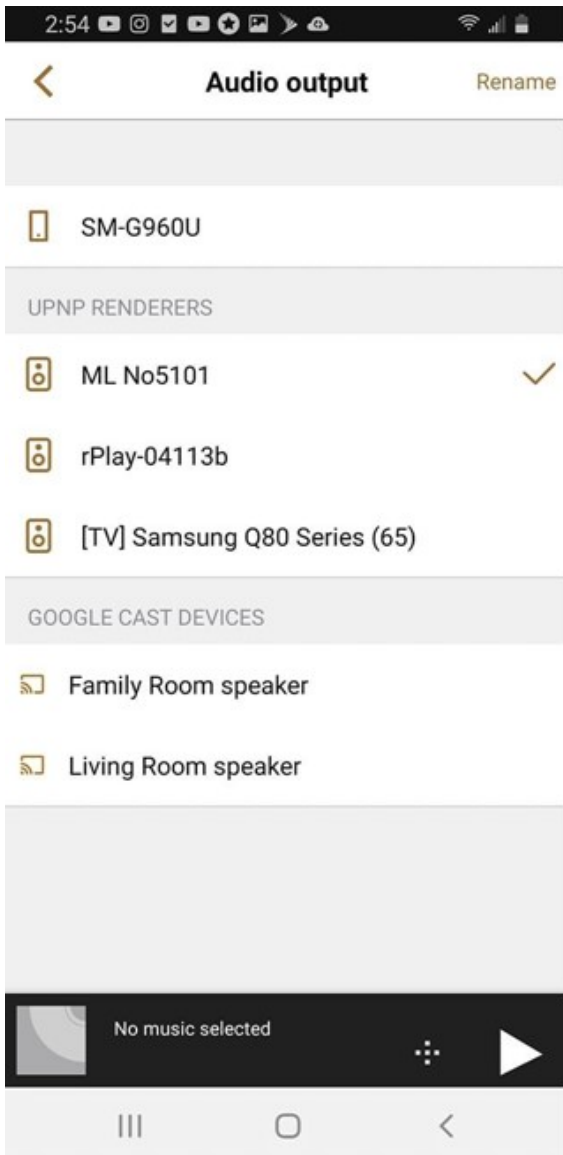 2:54
Audio output
Rename
SM-G960U
UPNP RENDERERS
ML No5101
rPlay-04113b
[TV] Samsung Q80 Series (65)
GOOGLE CAST DEVICES
Family Room speaker
Living Room speaker
No music selected